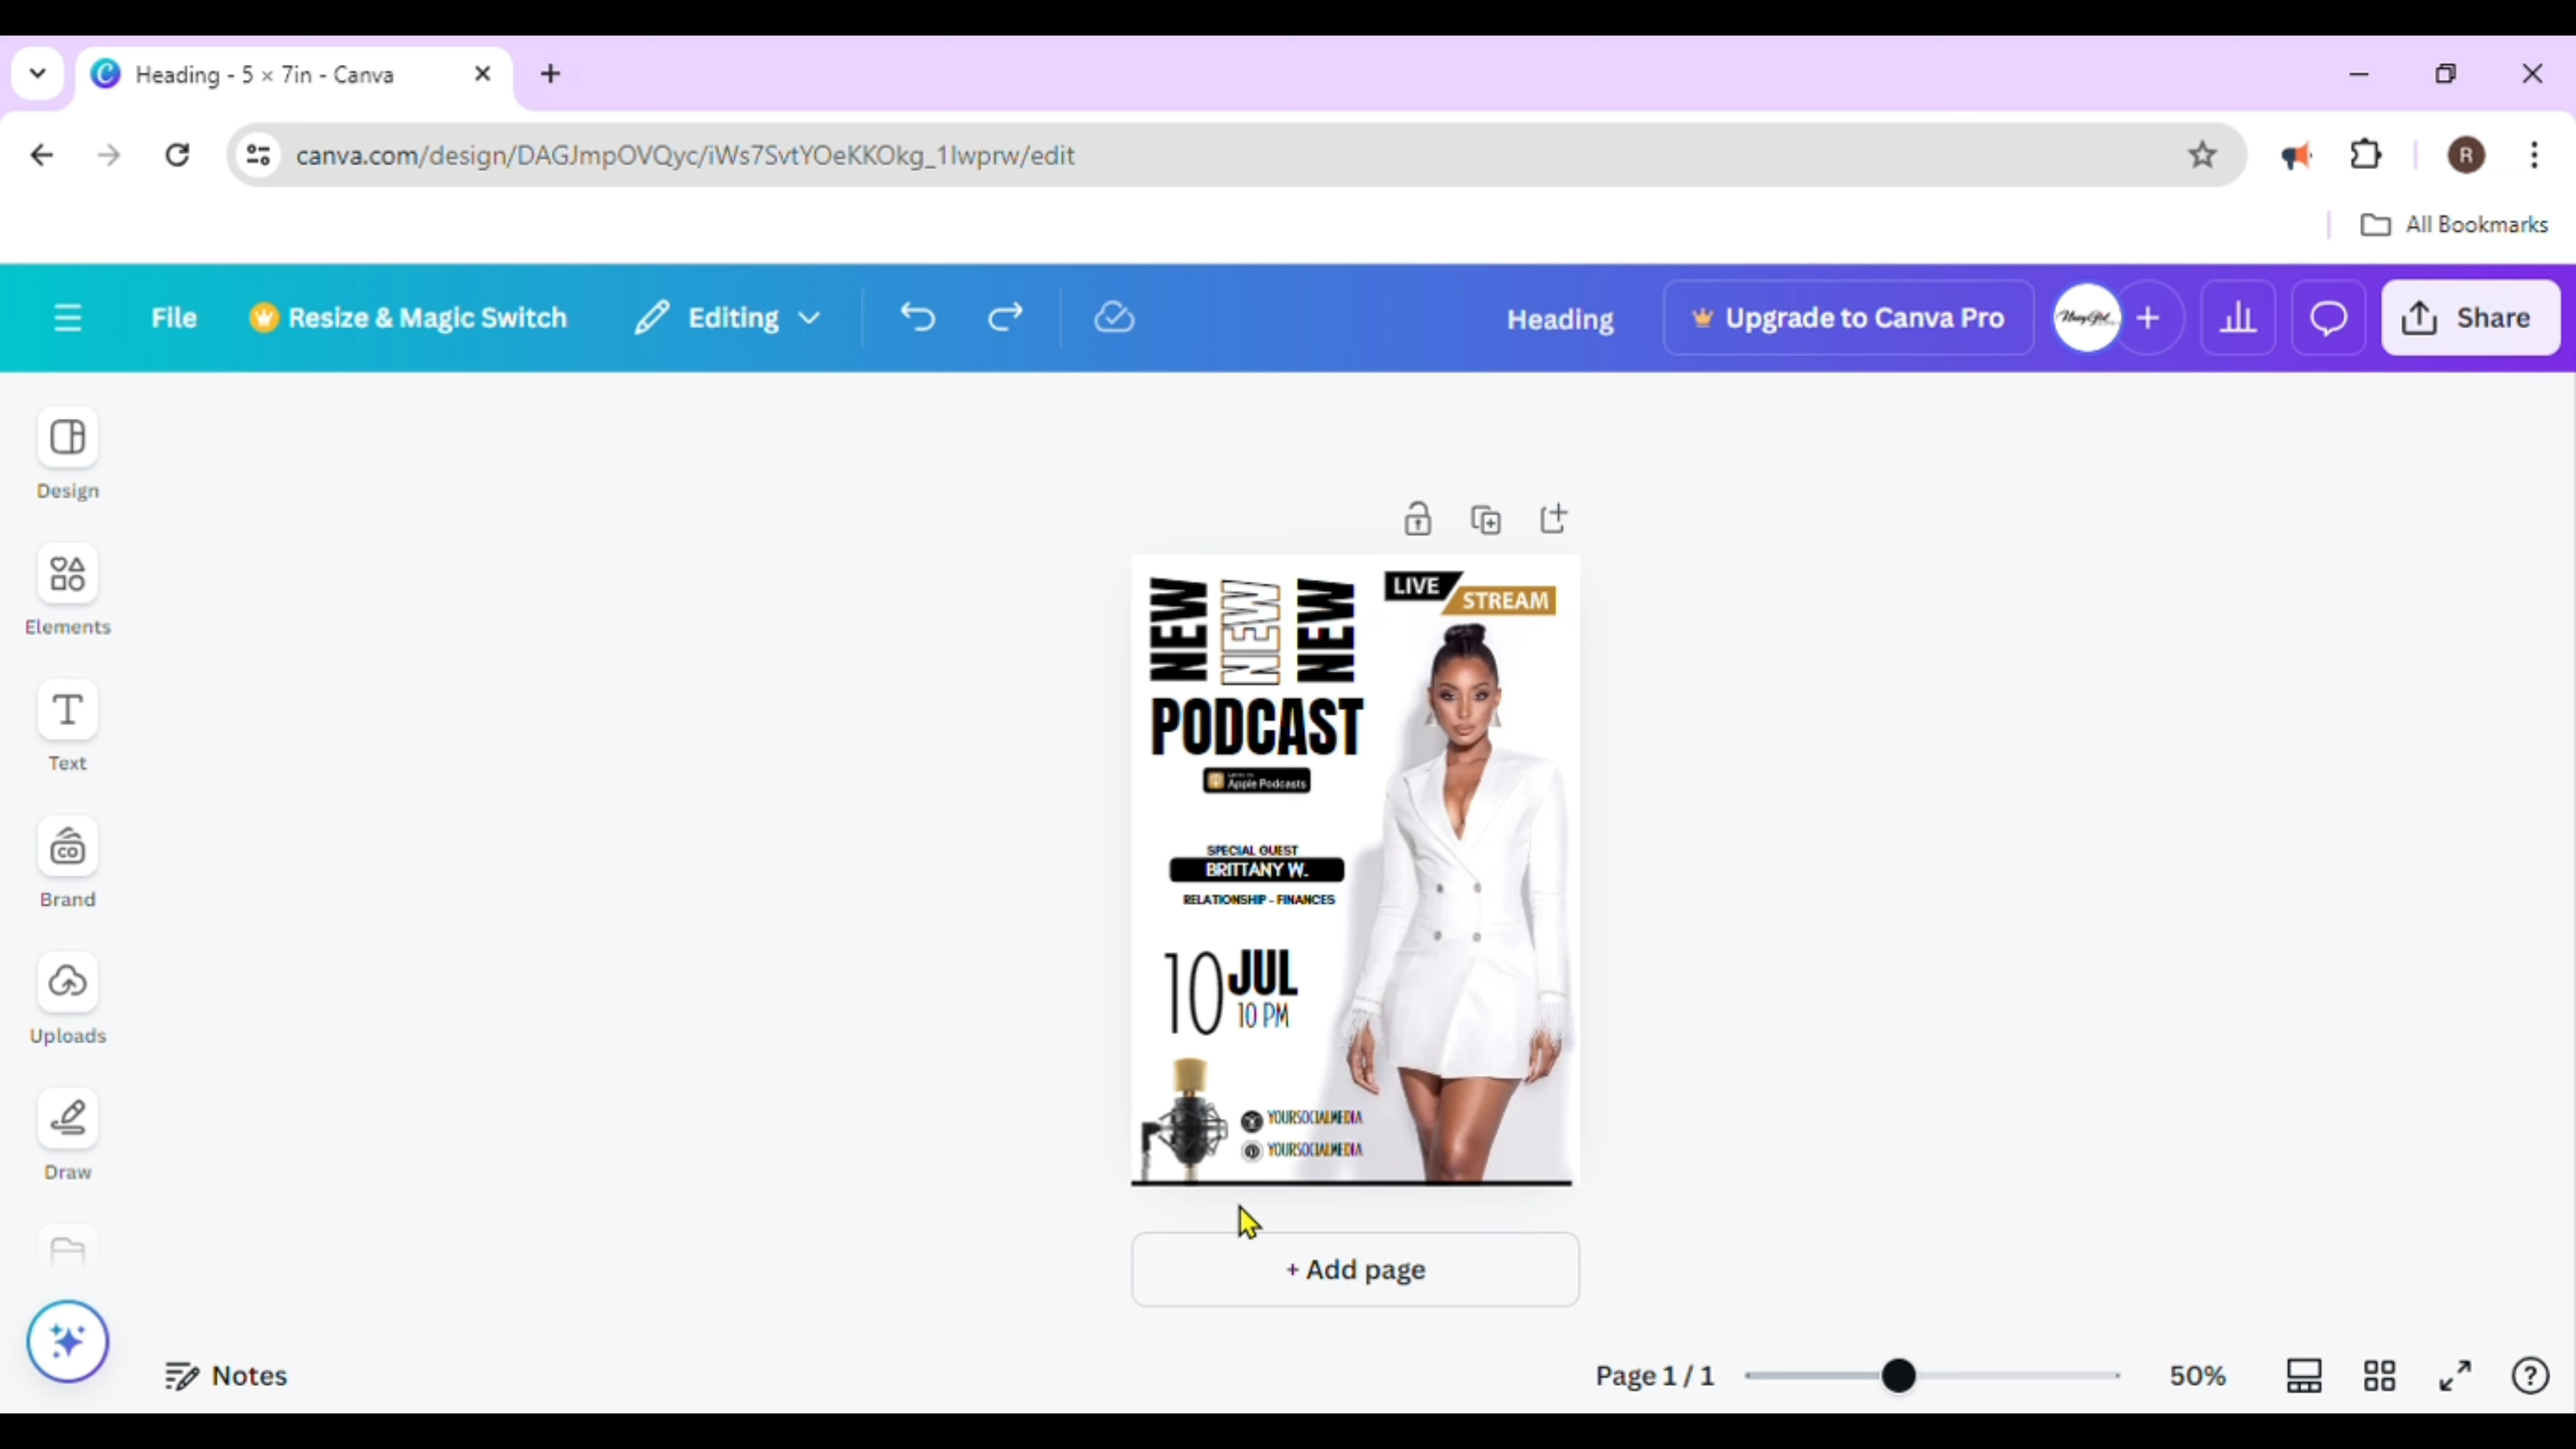 Heading - 5 × 7in - Canva
canva.com/design/DAGJmpOVQyc/iWs7SvtYOeKKOkg_1lwprw/edit
R
All Bookmarks
File
Resize & Magic Switch
Editing
Heading
Upgrade to Canva Pro
Share
Design
Elements
Text
Brand
CO
Uploads
Draw
NEW NEW NEW
LIVE
STREAM
PODCAST
Apple Podcasts
SPECIAL GUEST
BRITTANY W.
RELATIONSHIP - FINANCES
10
JUL
10 PM
YOURSOCIALMEDIA
YOURSOCIALMEDIA
+ Add page
Notes
Page 1 / 1
50%